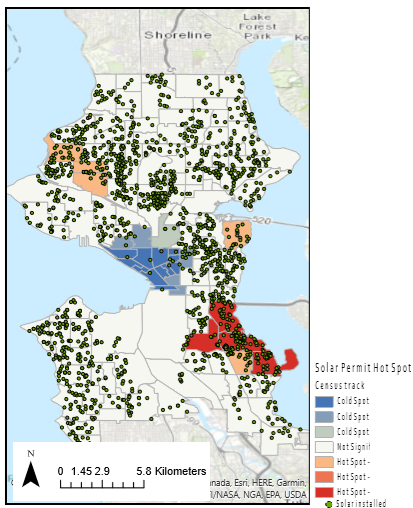 Lake
Forest
Park
Shoreline
Ke
520
Solar Permit Hot Spot
Census track
Cold Spot
Cold Spot
Cold Spot
Not Signif
Hot Spot -
Hot Spot -
Hot Spot -
Solar installed
N
0 1.45 2.9 5.8 Kilometers
nada, Esri, HERE, Garmin,
I/NASA, NGA, EPA, USDA